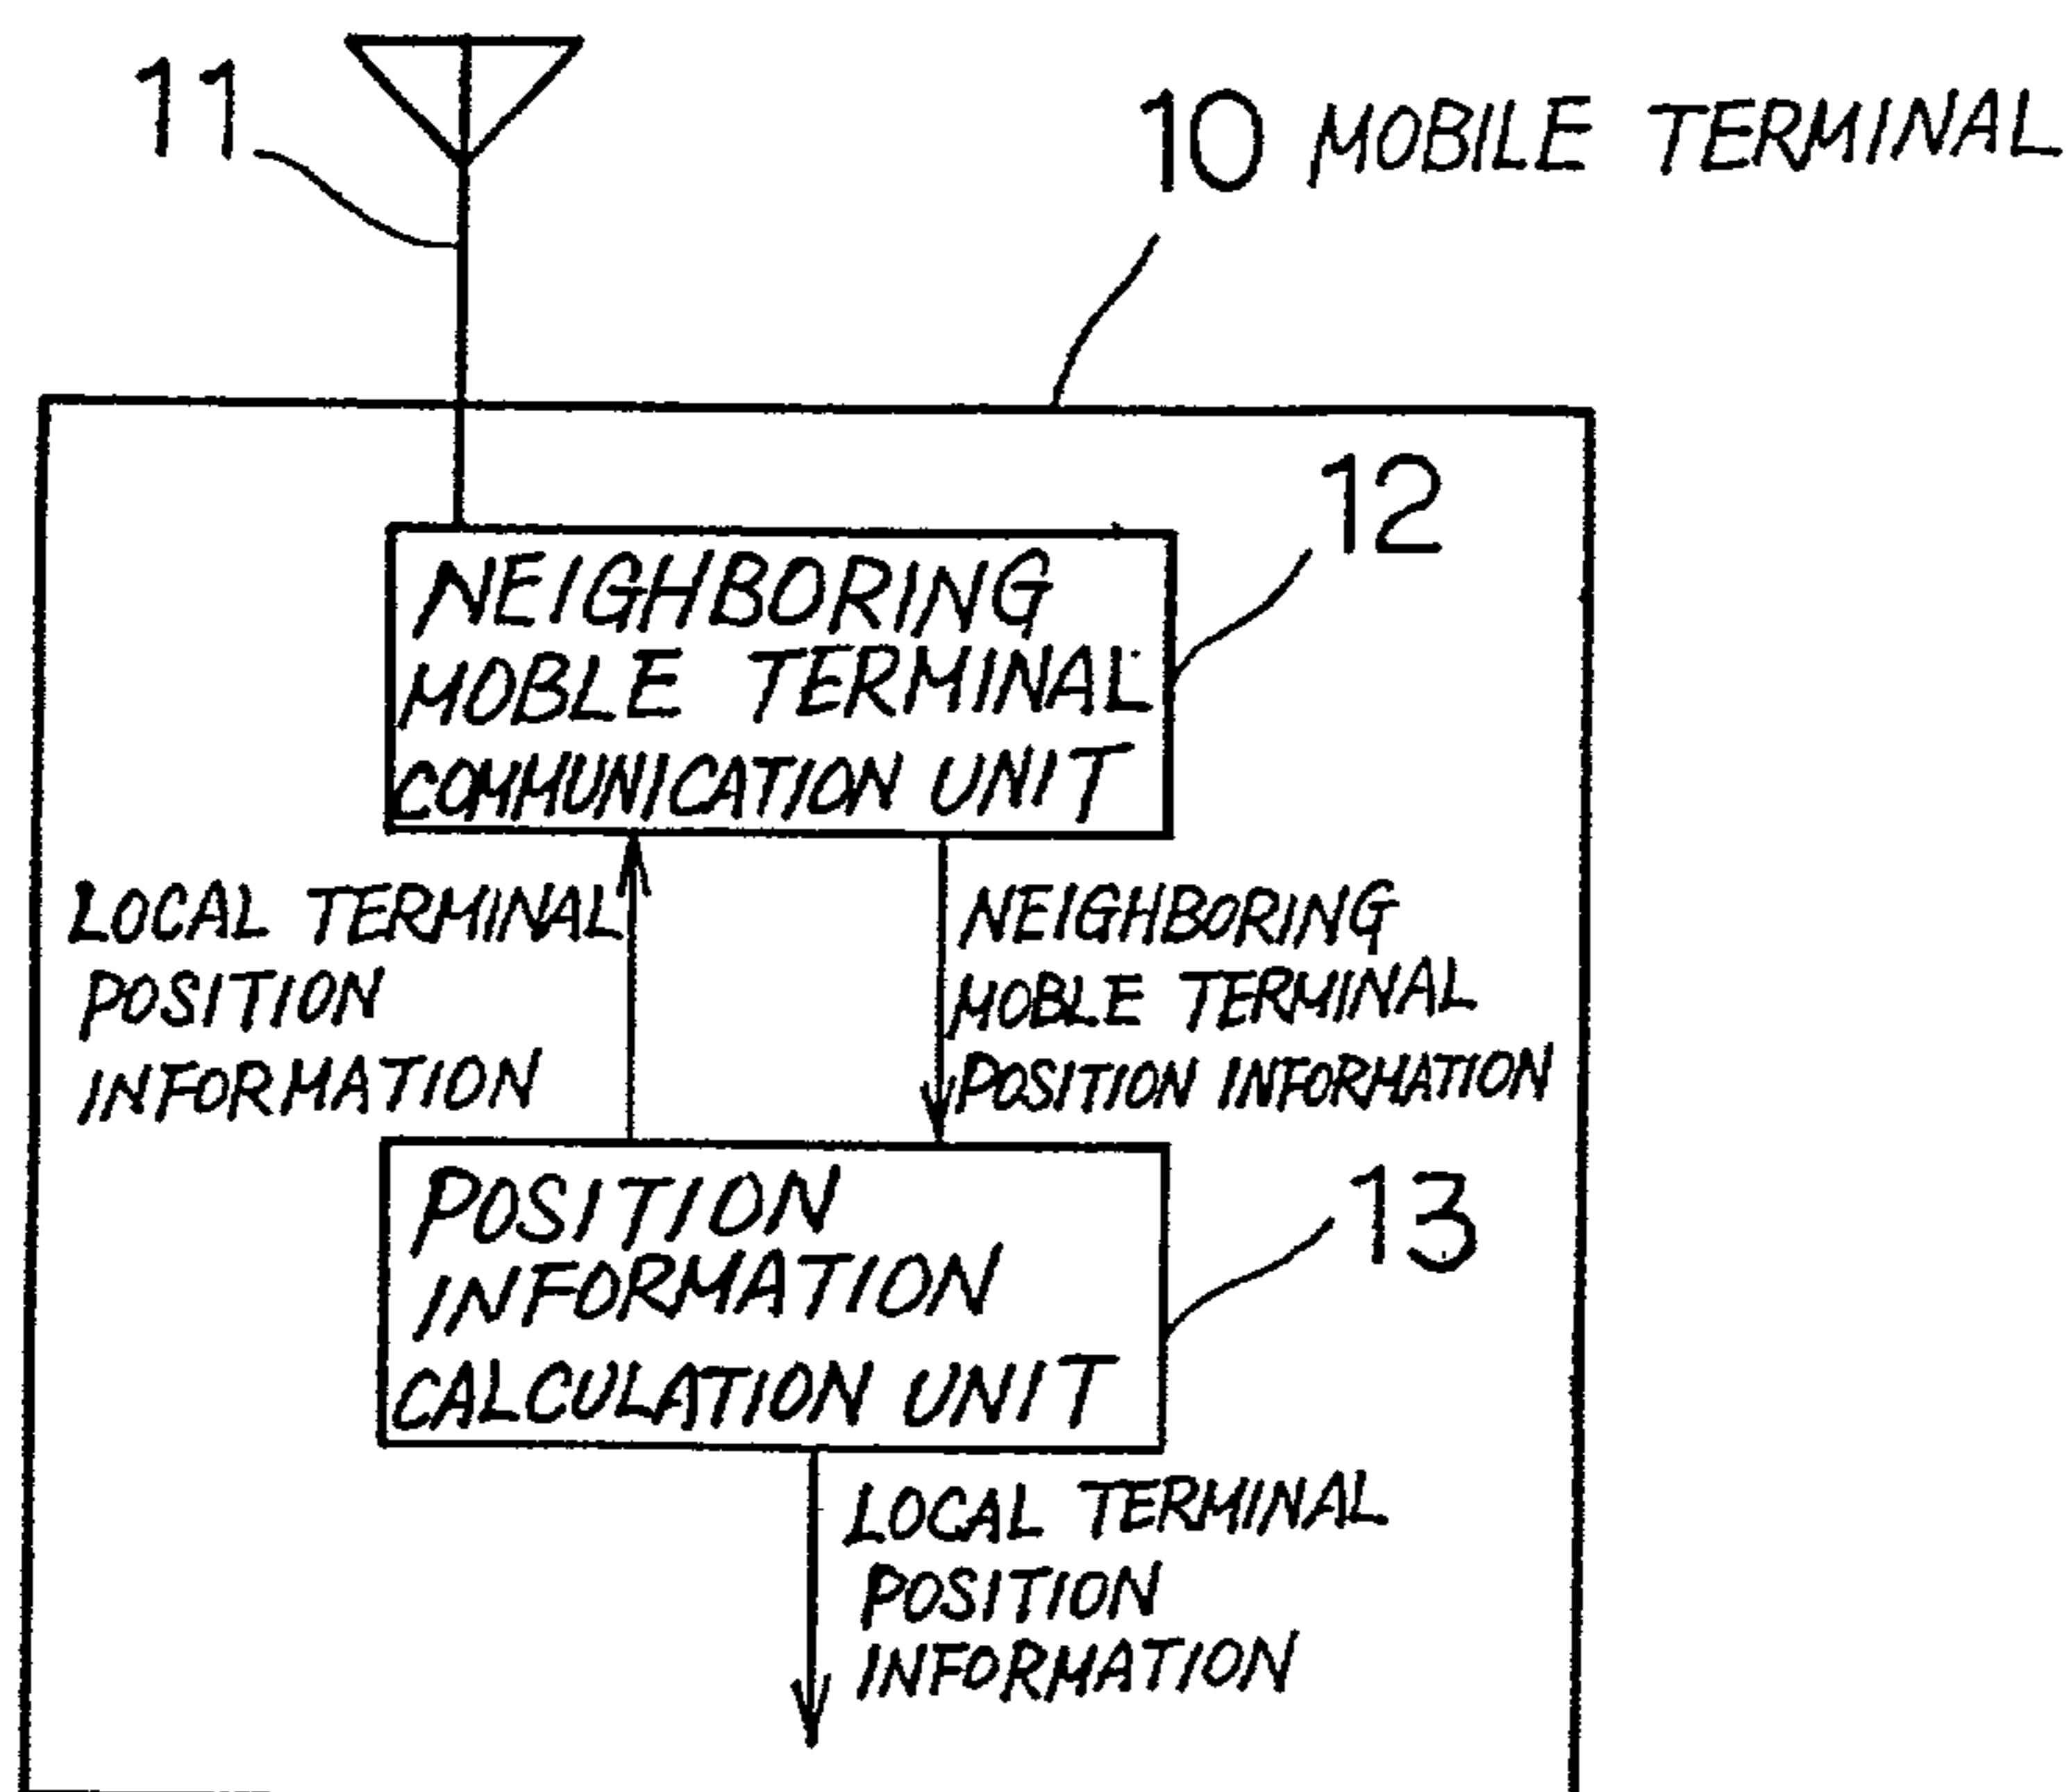 11
10 MOBILE TERMINAL
12
NEIGHBORING
MOBLE TERMINAL
COMMUNICATION UNIT
LOCAL TERMINAL
POSITION
INFORMATION
NEIGHBORING
MOBLE TERMINAL
POSITION INFORMATION
13
POSITION
INFORMATION
CALCULATION UNIT
LOCAL TERMINAL
POSITION
INFORMATION